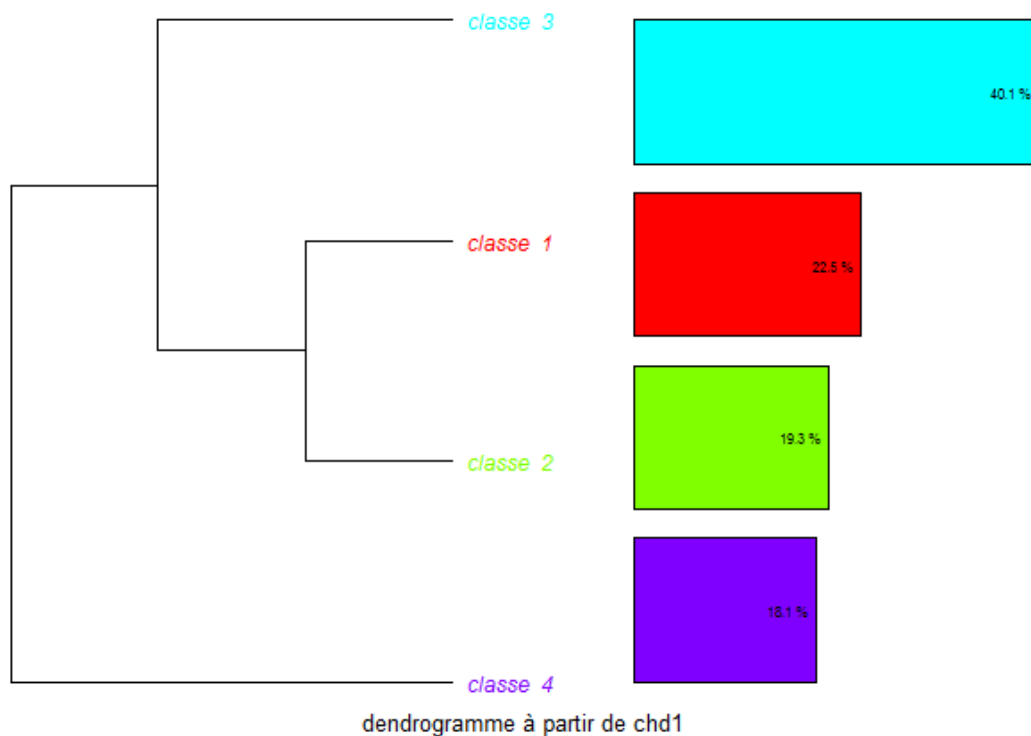 classe 3
40.1 %
classe 1
22.5 %
classe 2
19.3 %
18.1 %
classe 4
dendrogramme à partir de chd1